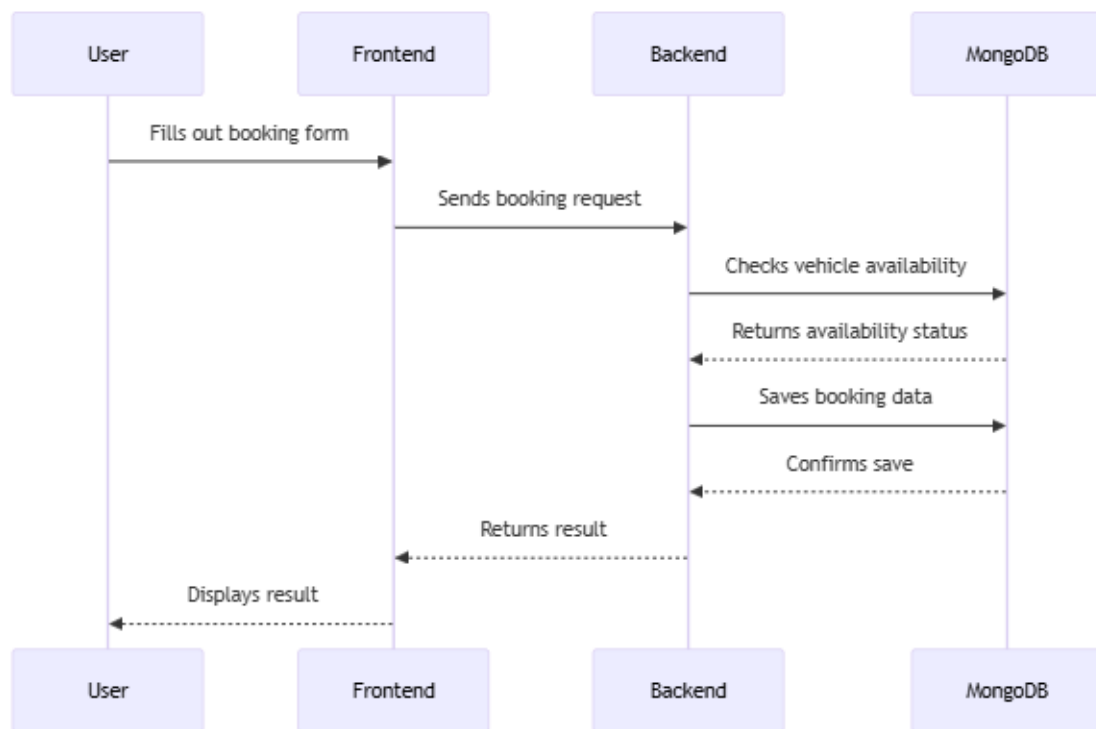 User
Frontend
Backend
MongoDB
Fills out booking form
Sends booking request
Checks vehicle availability
Returns availability status
Saves booking data
Confirms save
Returns result
Displays result
User
Frontend
Backend
MongoDB